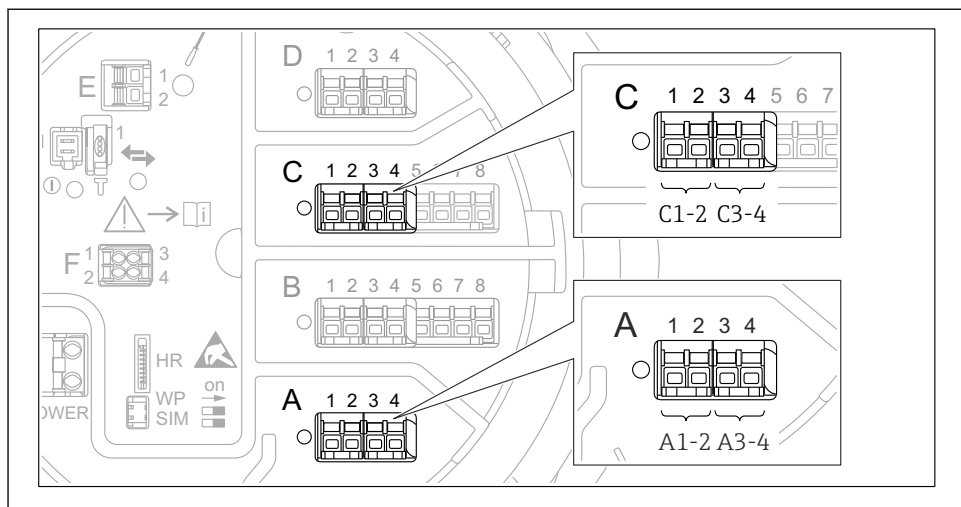 D 1 2 3 4
E 1
2
1
C 1 2 3 4 5 6 7 8
F 1 2 3 4
B 1 2 3 4 5 6 7 8
HR
WP
SIM
on
OWER
A 1 2 3 4
C 1 2 3 4 5 6 7
C1-2 C3-4
A 1 2 3 4
A1-2 A3-4